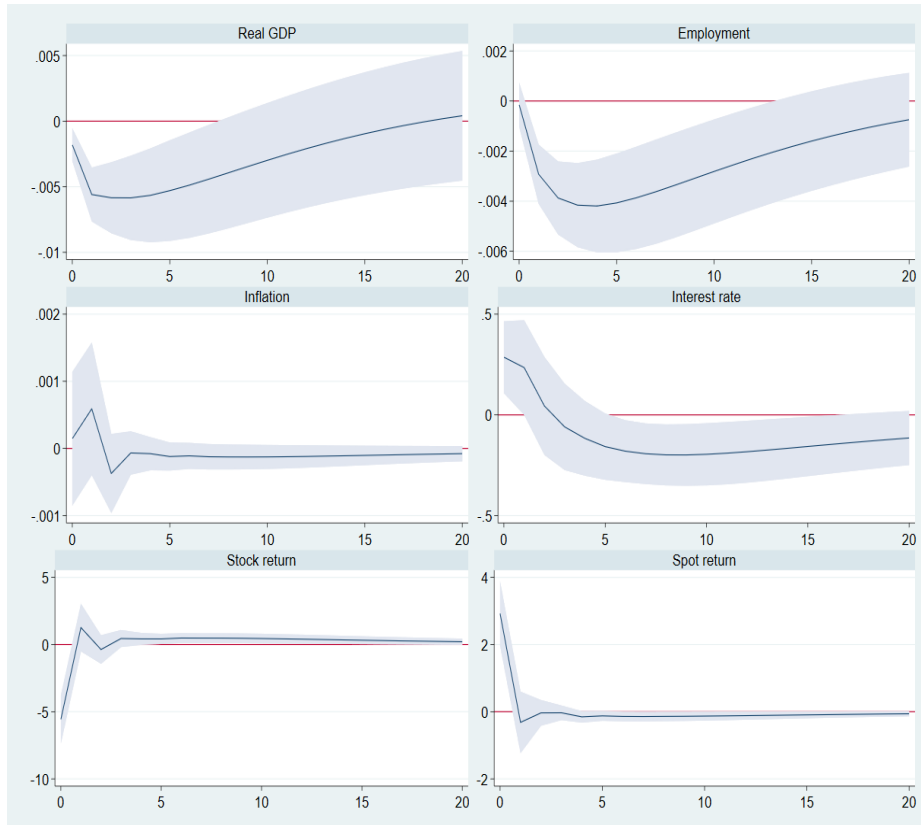 Real GDP
.005
0
-.005
-.01
0 5 10 15 20
Employment
.002
0
-.002
-.004
-.006
0 5 10 15 20
Inflation
.002
.001
0
-.001
0 5 10 15 20
Interest rate
.5
0
-.5
0 5 10 15 20
Stock return
5
0
-5
-10
0 5 10 15 20
Spot return
4
2
0
-2
0 5 10 15 20